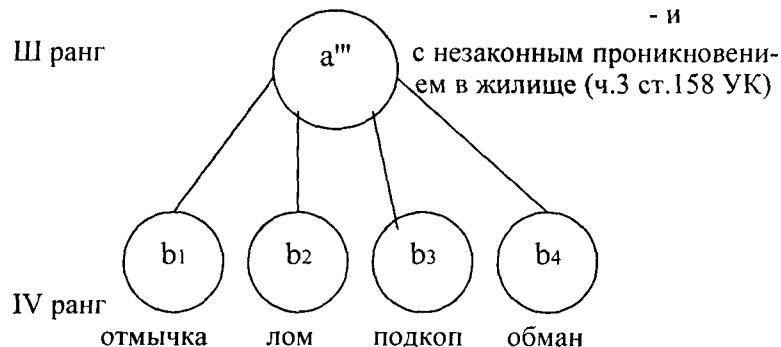 - и
Ш ранг
a'''
с незаконным проникновени-
ем в жилище (ч.3 ст.158 УК)
b1 b2 b3 b4
IV ранг
отмычка лом подкоп обман